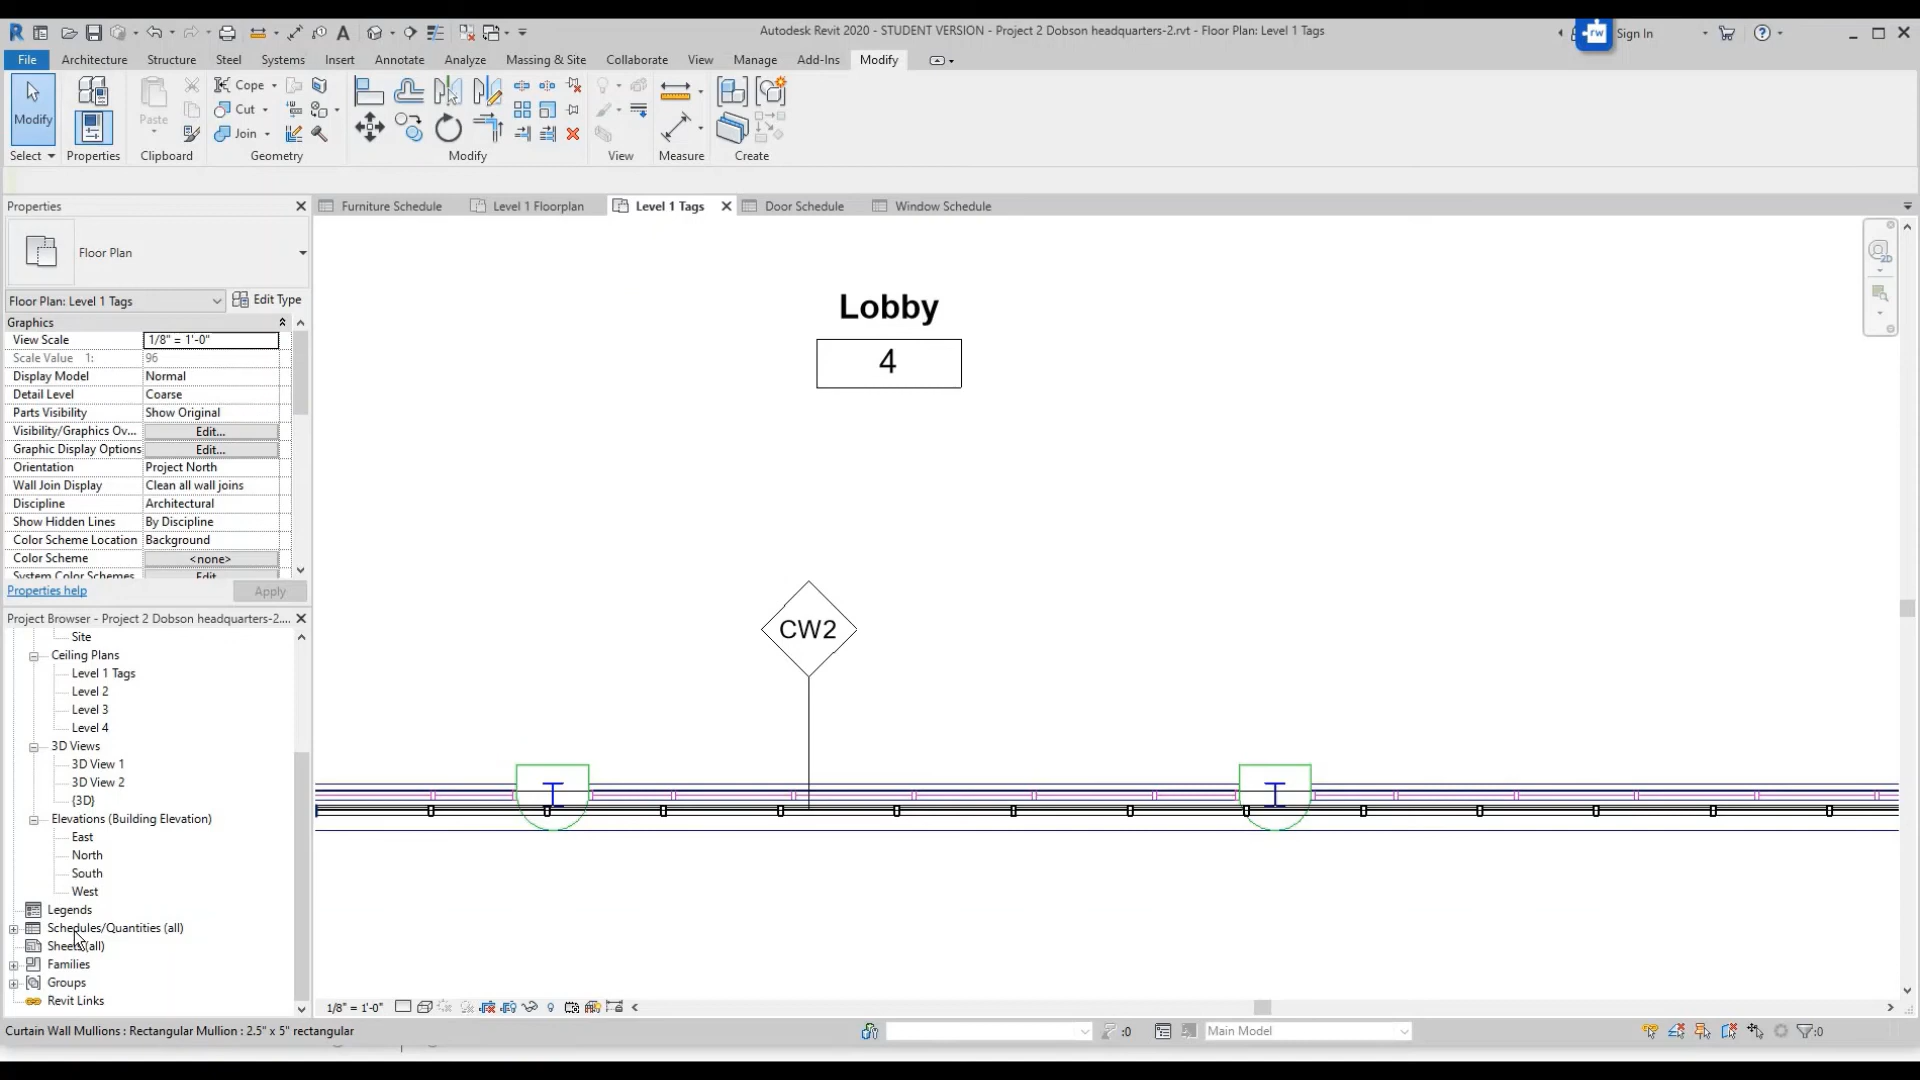 Autodesk Revit 2020 - STUDENT VERSION - Project 2 Dobson headquarters-2.rvt - Floor Plan: Level 1 Tags
rw
Sign In
File Architecture Structure Steel Systems Insert Annotate Analyze Massing & Site Collaborate View Manage Add-Ins Modify
Modify
Paste
Cope
Cut
Join
Select Properties Clipboard Geometry Modify View Measure Create
Properties
Furniture Schedule Level 1 Floorplan Level 1 Tags Door Schedule Window Schedule
Floor Plan
Floor Plan: Level 1 Tags Edit Type
Graphics
View Scale 1/8" = 1'-0"
Scale Value 1: 96
Display Model Normal
Detail Level Coarse
Parts Visibility Show Original
Visibility/Graphics Ov... Edit...
Graphic Display Options Edit...
Orientation Project North
Wall Join Display Clean all wall joins
Discipline Architectural
Show Hidden Lines By Discipline
Color Scheme Location Background
Color Scheme <none>
System Color Schemes Edit
Properties help Apply
Project Browser - Project 2 Dobson headquarters-2....
Site
Ceiling Plans
Level 1 Tags
Level 2
Level 3
Level 4
3D Views
3D View 1
3D View 2
{3D}
Elevations (Building Elevation)
East
North
South
West
Legends
Schedules/Quantities (all)
Sheets (all)
Families
Groups
Revit Links
Lobby
4
CW2
2D
1/8" = 1'-0"
Curtain Wall Mullions : Rectangular Mullion : 2.5" x 5" rectangular
:0
Main Model
:0